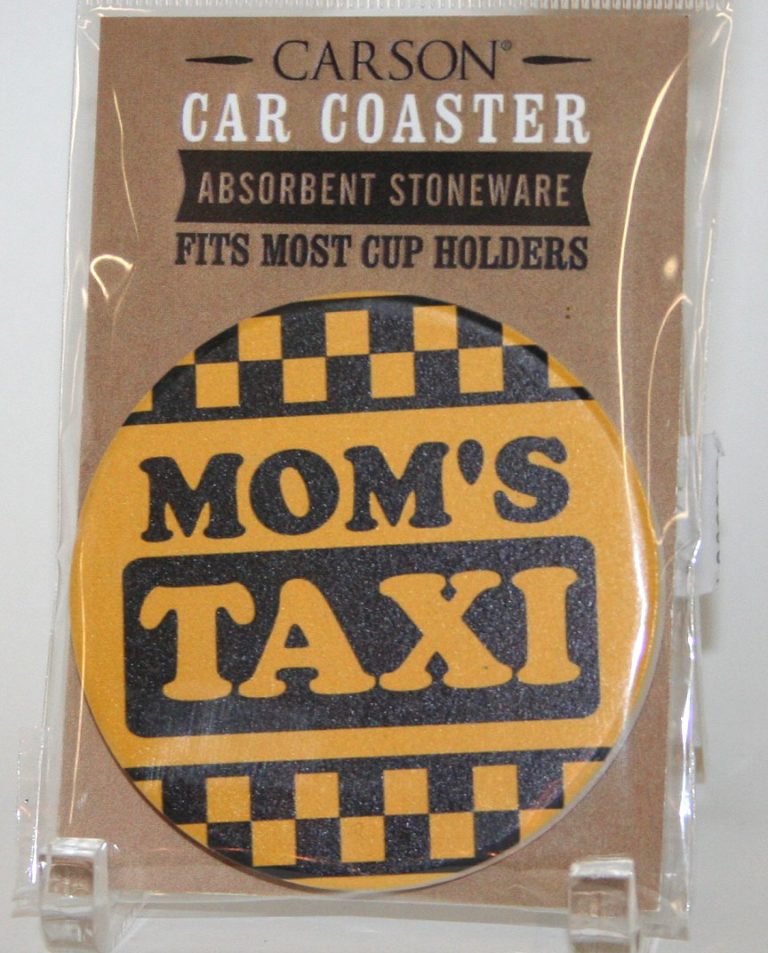 CARSON®
CAR COASTER
ABSORBENT STONEWARE
FITS MOST CUP HOLDERS
MOM'S
TAXI